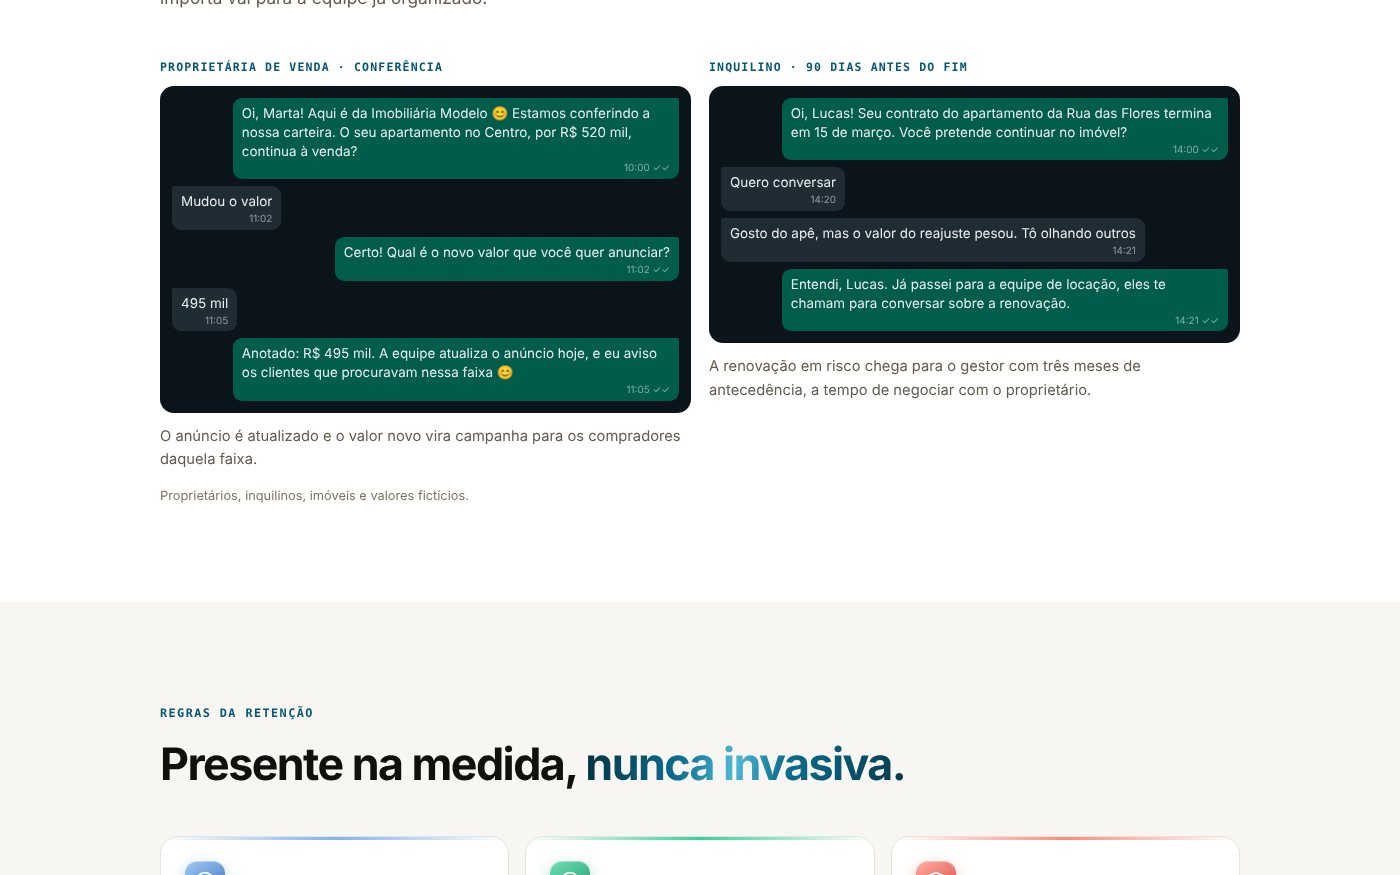 importa vai para a equipe já organizado.
PROPRIETÁRIA DE VENDA · CONFERÊNCIA
Oi, Marta! Aqui é da Imobiliária Modelo 😊 Estamos conferindo a
nossa carteira. O seu apartamento no Centro, por R$ 520 mil,
continua à venda?
10:00 ✓✓
Mudou o valor
11:02
Certo! Qual é o novo valor que você quer anunciar?
11:02 ✓✓
495 mil
11:05
Anotado: R$ 495 mil. A equipe atualiza o anúncio hoje, e eu aviso
os clientes que procuravam nessa faixa 😊
11:05 ✓✓
O anúncio é atualizado e o valor novo vira campanha para os compradores
daquela faixa.
Proprietários, inquilinos, imóveis e valores fictícios.
INQUILINO · 90 DIAS ANTES DO FIM
Oi, Lucas! Seu contrato do apartamento da Rua das Flores termina
em 15 de março. Você pretende continuar no imóvel?
14:00 ✓✓
Quero conversar
14:20
Gosto do apê, mas o valor do reajuste pesou. Tô olhando outros
14:21
Entendi, Lucas. Já passei para a equipe de locação, eles te
chamam para conversar sobre a renovação.
14:21 ✓✓
A renovação em risco chega para o gestor com três meses de
antecedência, a tempo de negociar com o proprietário.
REGRAS DA RETENÇÃO
Presente na medida, nunca invasiva.